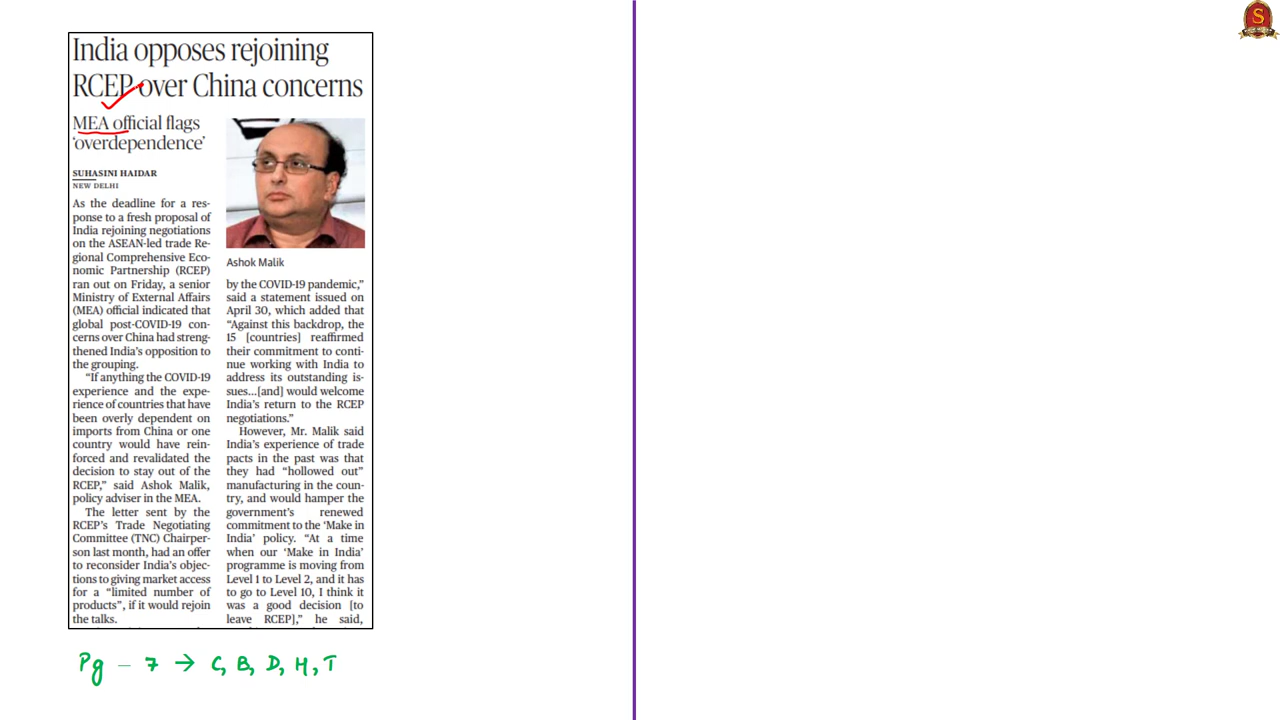 India opposes rejoining
RCEP over China concerns
MEA official flags
‘overdependence’
SUHASINI HAIDAR
NEW DELHI
As the deadline for a res-
ponse to a fresh proposal of
India rejoining negotiations
on the ASEAN-led trade Re-
gional Comprehensive Eco-
nomic Partnership (RCEP)
ran out on Friday, a senior
Ministry of External Affairs
(MEA) official indicated that
global post-COVID-19 con-
cerns over China had streng-
thened India’s opposition to
the grouping.
“If anything the COVID-19
experience and the expe-
rience of countries that have
been overly dependent on
imports from China or one
country would have rein-
forced and revalidated the
decision to stay out of the
RCEP,” said Ashok Malik,
policy adviser in the MEA.
The letter sent by the
RCEP’s Trade Negotiating
Committee (TNC) Chairper-
son last month, had an offer
to reconsider India’s objec-
tions to giving market access
for a “limited number of
products”, if it would rejoin
the talks.
Ashok Malik
by the COVID-19 pandemic,”
said a statement issued on
April 30, which added that
“Against this backdrop, the
15 [countries] reaffirmed
their commitment to conti-
nue working with India to
address its outstanding is-
sues...[and] would welcome
India’s return to the RCEP
negotiations.”
However, Mr. Malik said
India’s experience of trade
pacts in the past was that
they had “hollowed out”
manufacturing in the coun-
try, and would hamper the
government’s renewed
commitment to the ‘Make in
India’ policy. “At a time
when our ‘Make in India’
programme is moving from
Level 1 to Level 2, and it has
to go to Level 10, I think it
was a good decision [to
leave RCEP],” he said,
Pg – 7 → C, B, D, H, T
S